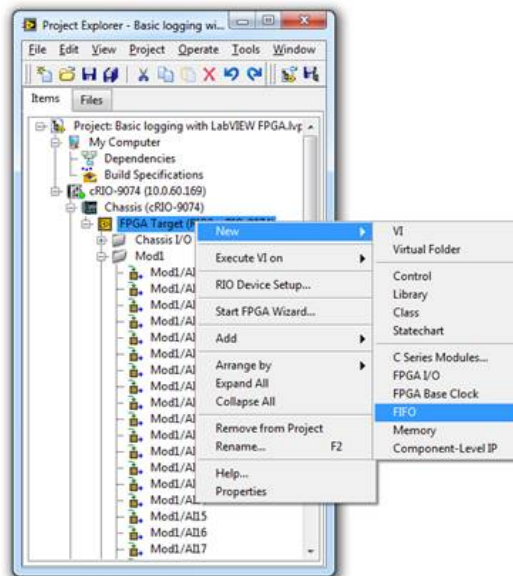 Project Explorer - Basic logging wi...
File Edit View Project Operate Tools Window
Items Files
Project: Basic logging with LabVIEW FPGA.lvp
My Computer
Dependencies
Build Specifications
cRIO-9074 (10.0.60.169)
Chassis (cRIO-9074)
FPGA Target
Chassis I/O
Mod1
Mod1/AI
Mod1/AI
Mod1/AI
Mod1/AI
Mod1/AI
Mod1/AI
Mod1/AI
Mod1/AI
Mod1/AI
Mod1/AI
Mod1/AI
Mod1/AI
Mod1/AI
Mod1/AI
Mod1/AI15
Mod1/AI16
Mod1/AI17
New
Execute VI on
RIO Device Setup...
Start FPGA Wizard...
Add
Arrange by
Expand All
Collapse All
Remove from Project
Rename... F2
Help...
Properties
VI
Virtual Folder
Control
Library
Class
Statechart
C Series Modules...
FPGA I/O
FPGA Base Clock
FIFO
Memory
Component-Level IP